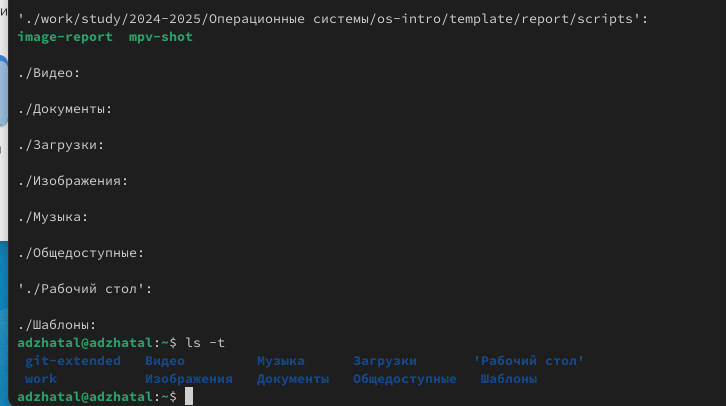 './work/study/2024-2025/Операционные системы/os-intro/template/report/scripts':
image-report  mpv-shot
./Видео:
./Документы:
./Загрузки:
./Изображения:
./Музыка:
./Общедоступные:
'./Рабочий стол':
./Шаблоны:
adzhatal@adzhatal:~$ ls -t
git-extended   Видео         Музыка      Загрузки       'Рабочий стол'
work           Изображения   Документы   Общедоступные   Шаблоны
adzhatal@adzhatal:~$